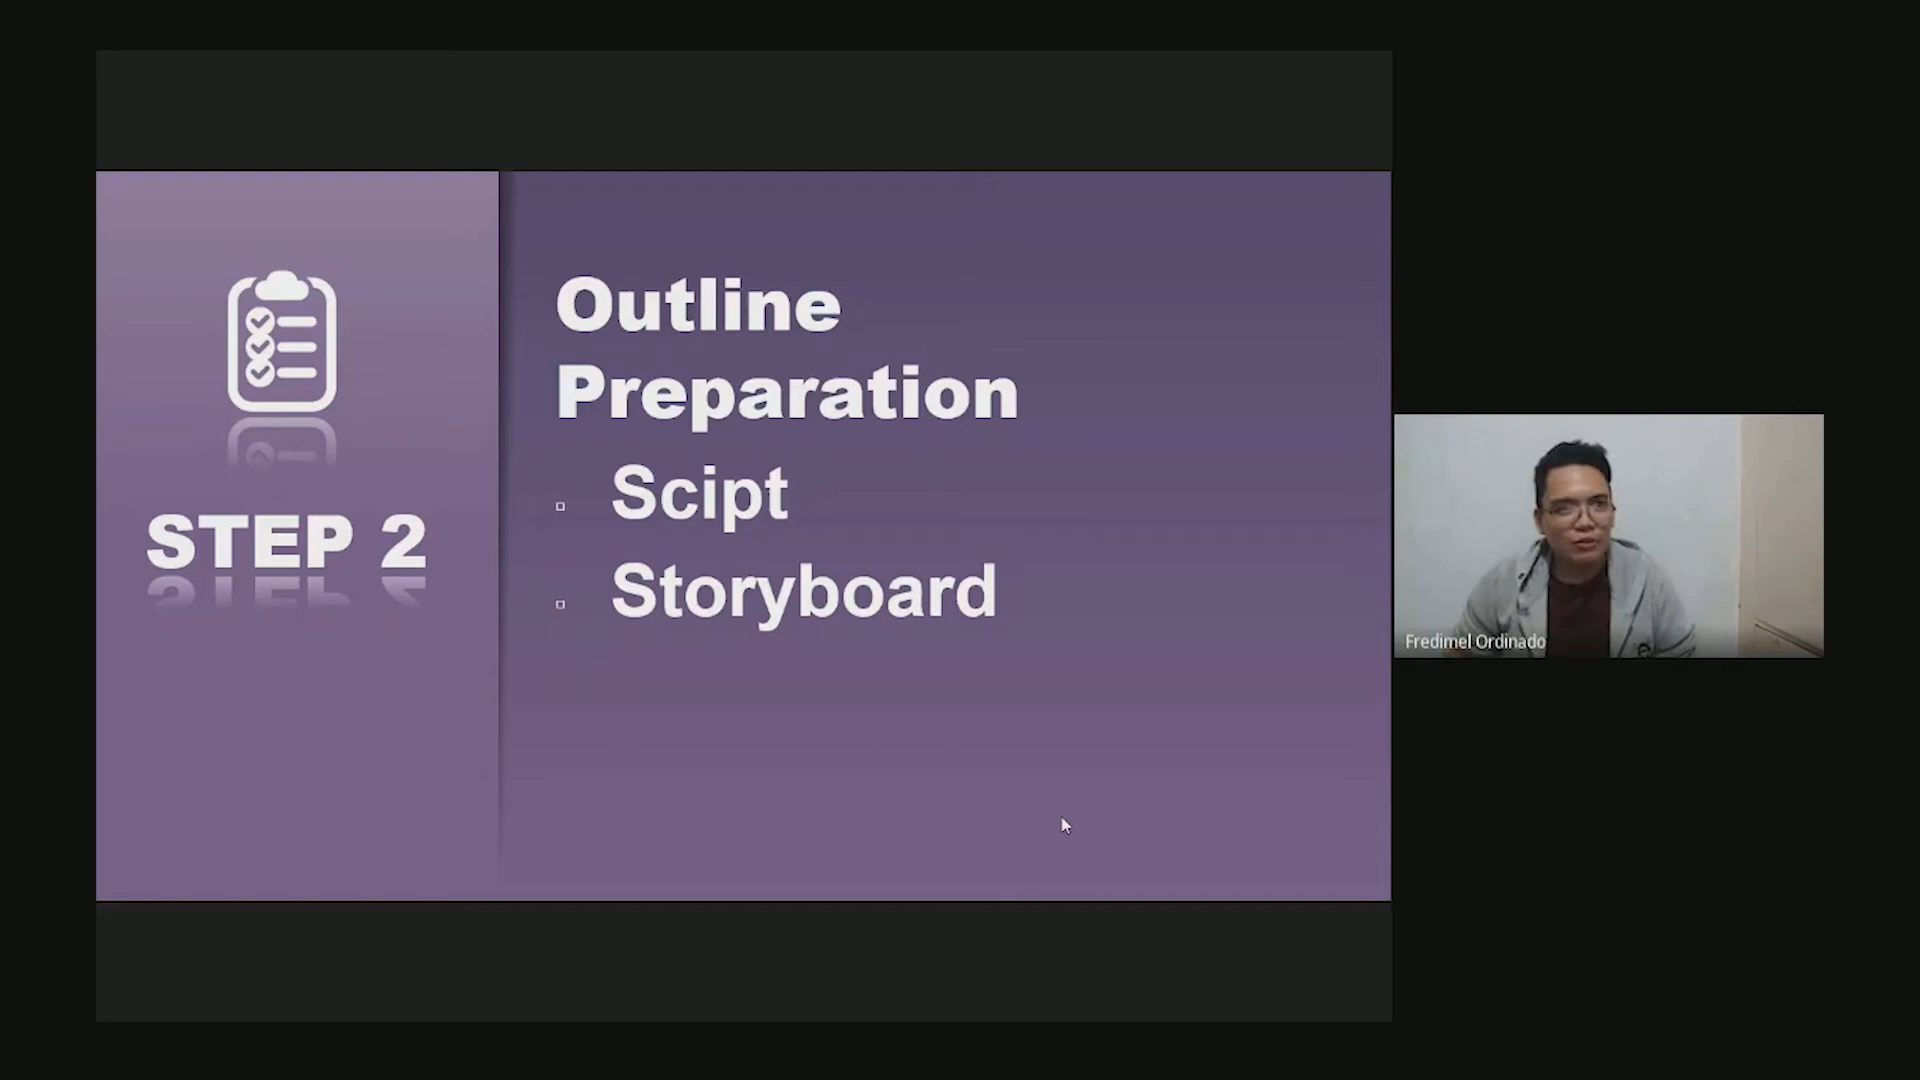 STEP 2
Outline
Preparation
Scipt
Storyboard
Fredimel Ordinado